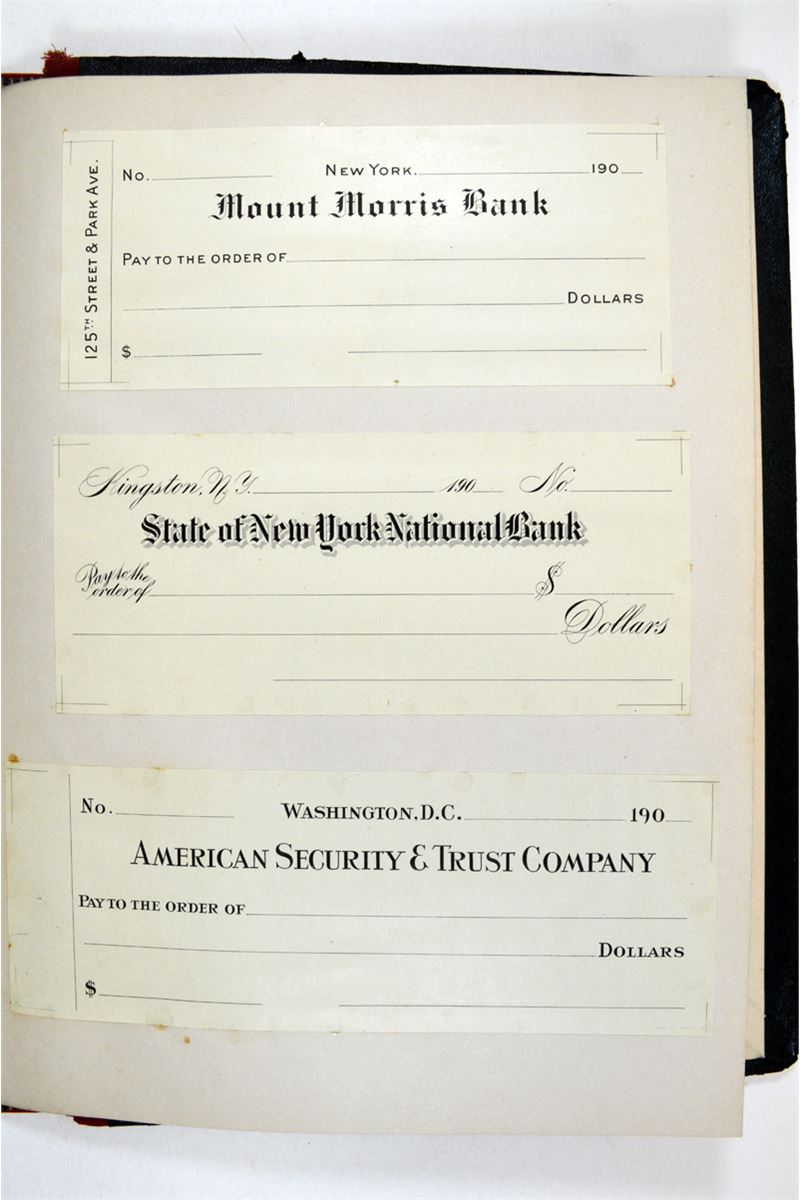 125TH STREET & PARK AVE.
No. NEW YORK. 190
Mount Morris Bank
PAY TO THE ORDER OF
DOLLARS
$
Kingston, N.Y. 190 No.
State of New York National Bank
Pay to the
order of $
Dollars
No. WASHINGTON, D.C. 190
AMERICAN SECURITY & TRUST COMPANY
PAY TO THE ORDER OF
DOLLARS
$